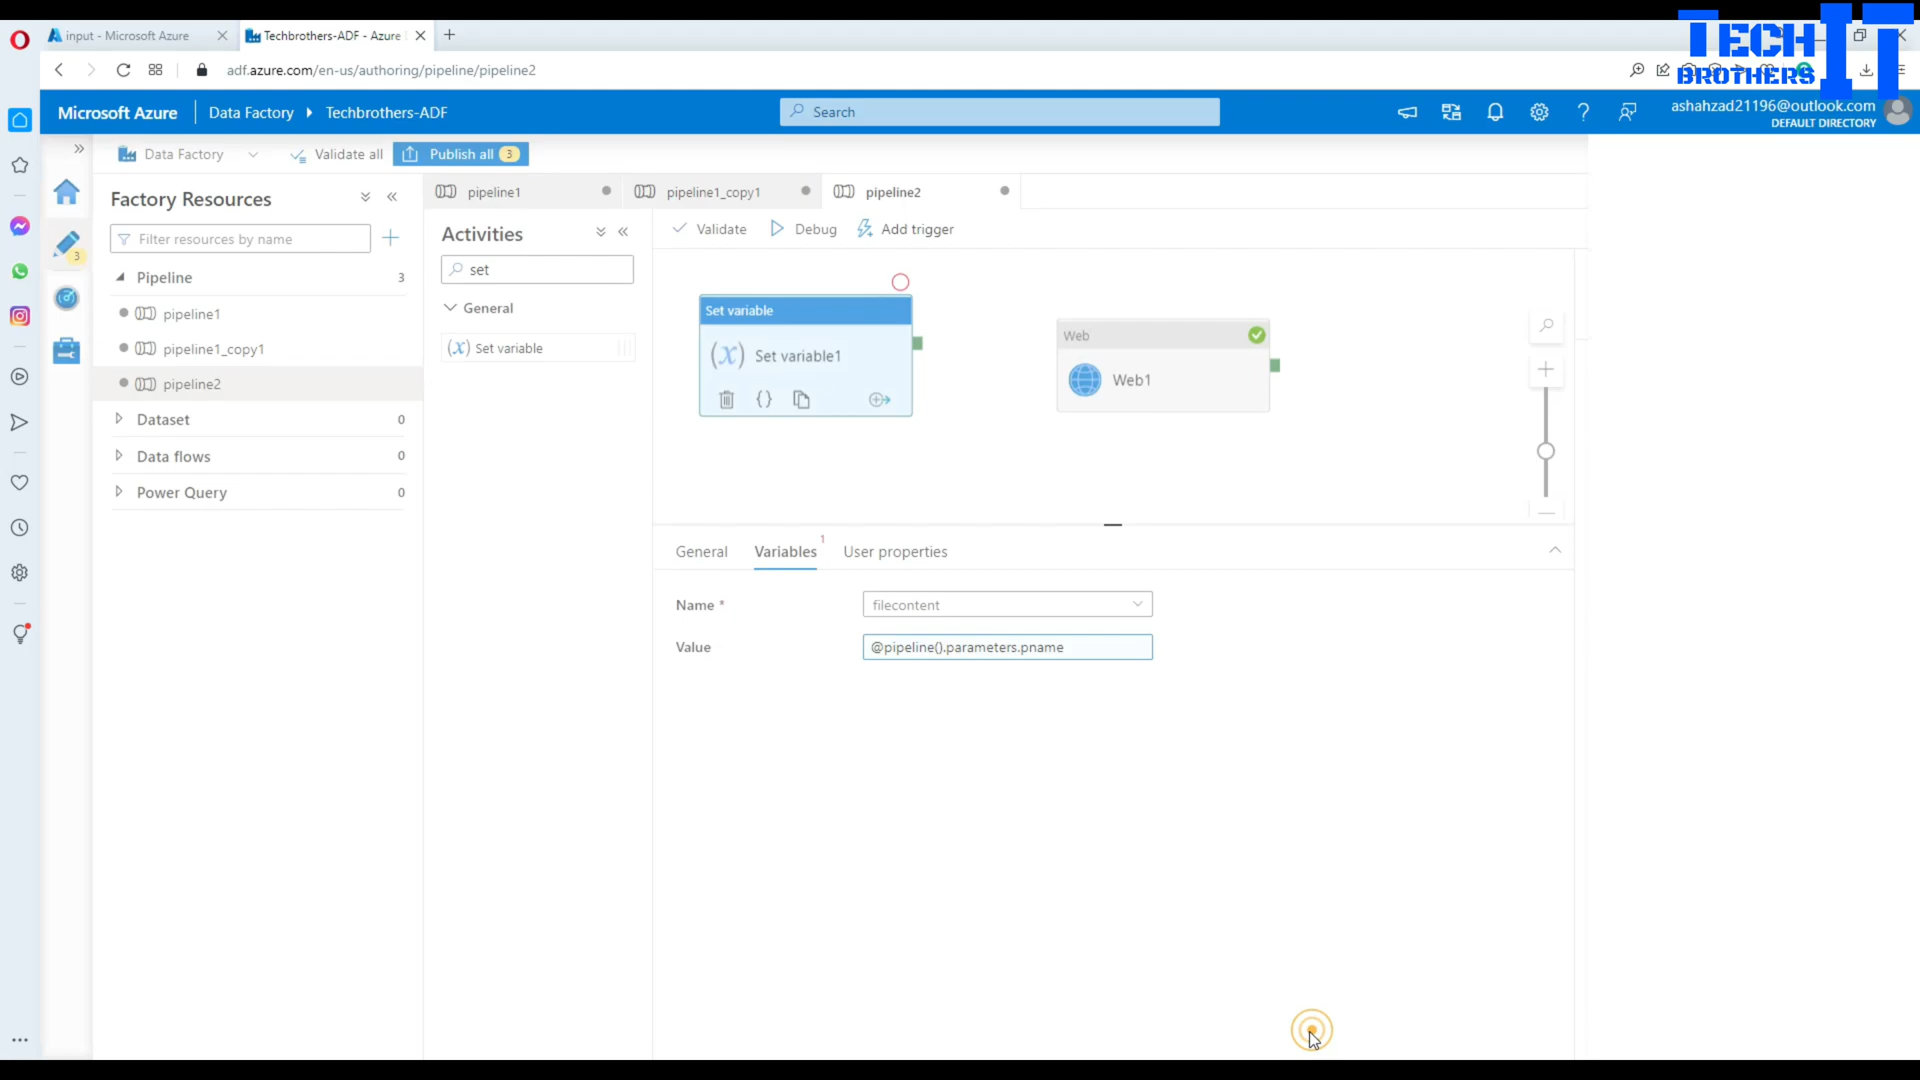 input - Microsoft Azure
Techbrothers-ADF - Azure
TECH IT
BROTHERS
adf.azure.com/en-us/authoring/pipeline/pipeline2
Microsoft Azure
Data Factory
Techbrothers-ADF
Search
ashahzad21196@outlook.com
DEFAULT DIRECTORY
Data Factory
Validate all
Publish all
3
Factory Resources
pipeline1
pipeline1_copy1
pipeline2
Filter resources by name
Activities
Validate
Debug
Add trigger
3
set
Pipeline
3
General
Set variable
Web
pipeline1
Set variable
Set variable1
Web1
pipeline1_copy1
pipeline2
Dataset
0
Data flows
0
Power Query
0
General
Variables
1
User properties
Name *
filecontent
Value
@pipeline().parameters.pname